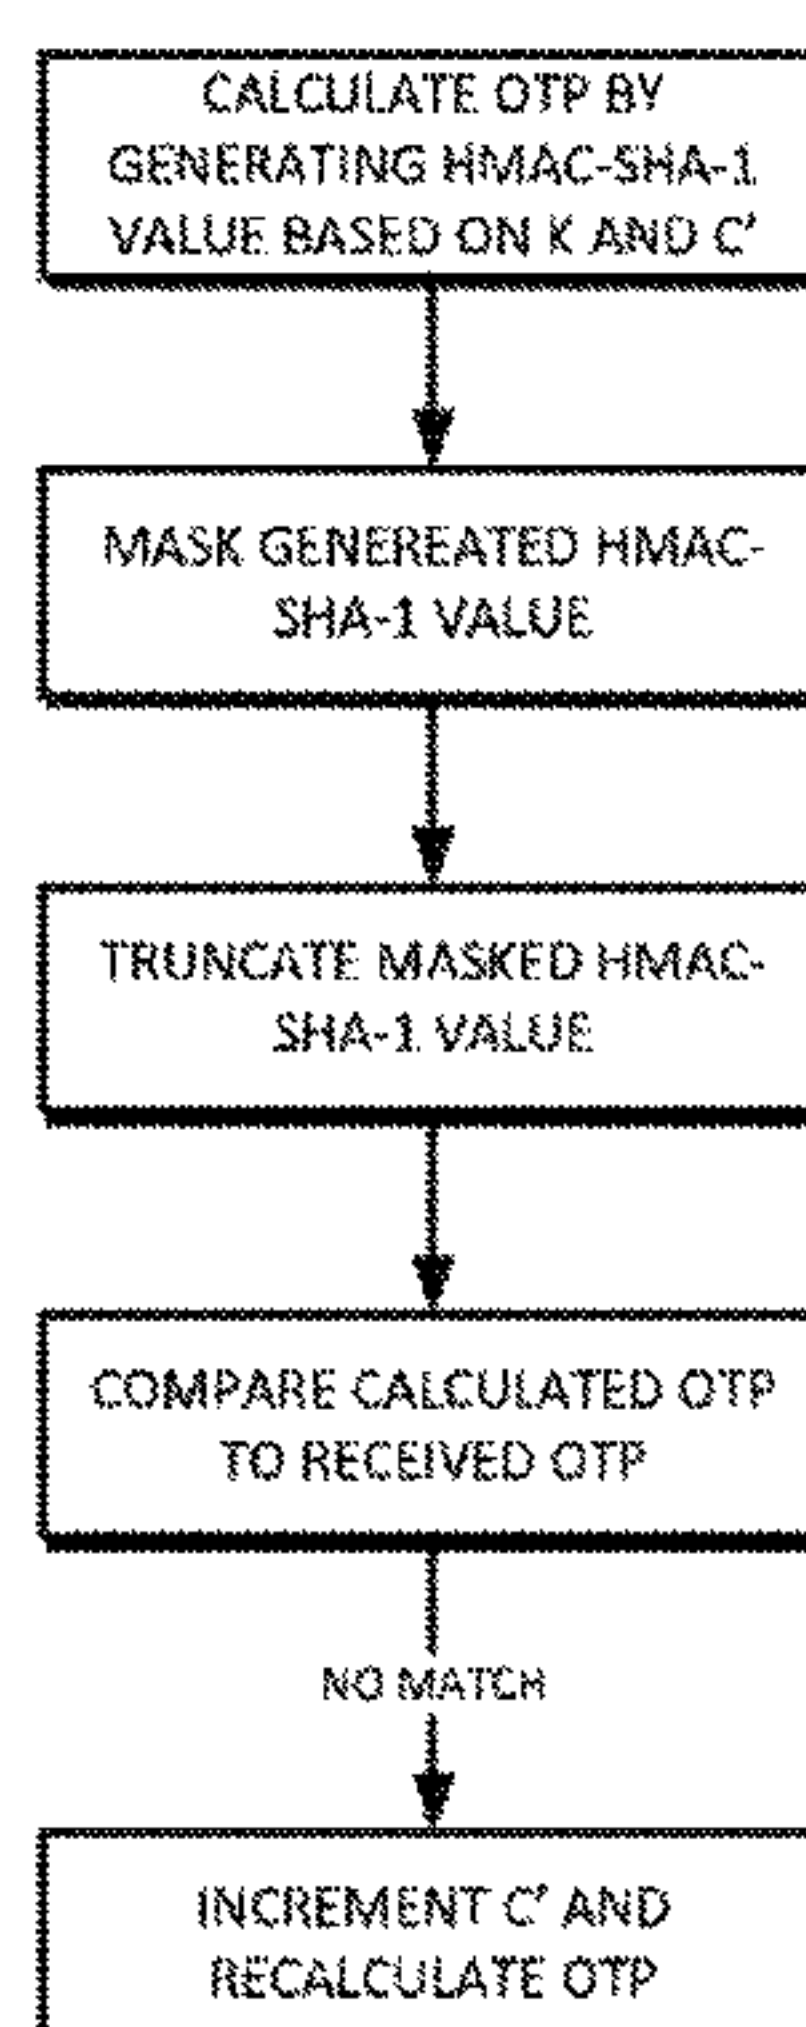 CALCULATE OTP BY
GENERATING HMAC-SHA-1
VALUE BASED ON K AND C'
MASK GENEREATED HMAC-
SHA-1 VALUE
TRUNCATE MASKED HMAC-
SHA-1 VALUE
COMPARE CALCULATED OTP
TO RECEIVED OTP
NO MATCH
INCREMENT C' AND
RECALCULATE OTP